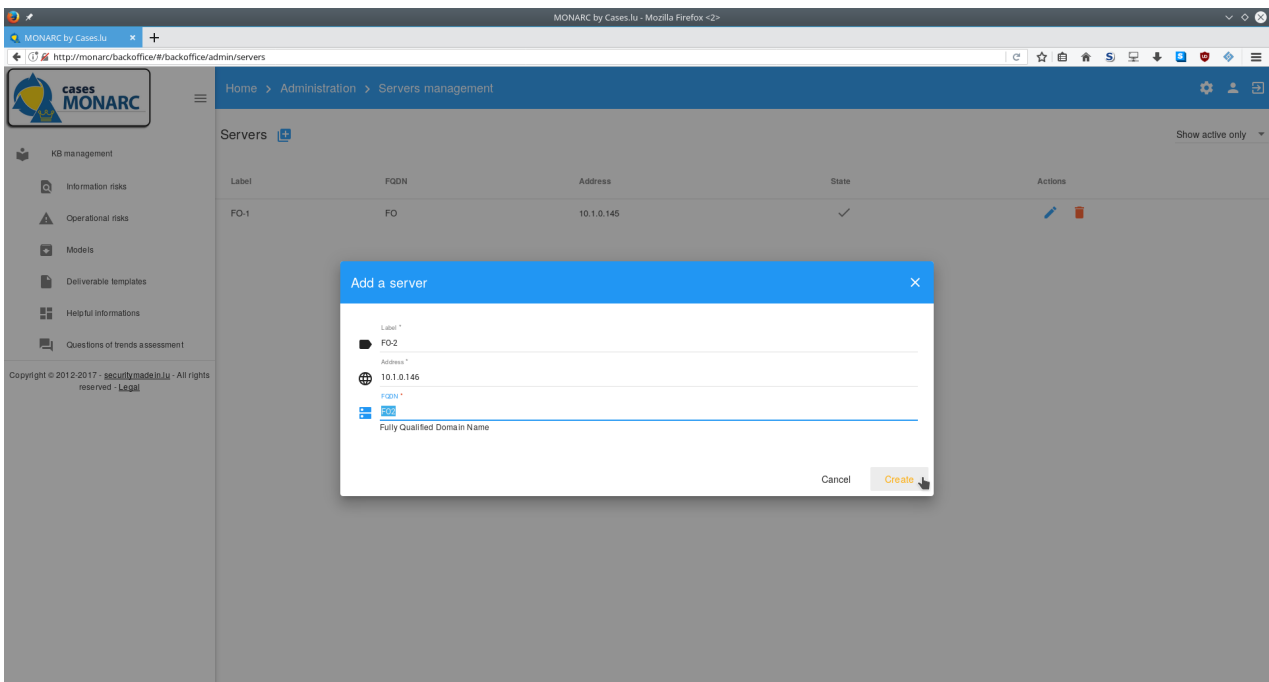 MONARC by Cases.lu - Mozilla Firefox <2>
MONARC by Cases.lu
http://monarc/backoffice/#/backoffice/admin/servers
cases
MONARC
Home > Administration > Servers management
Servers
Show active only
KB management
Information risks
Operational risks
Models
Deliverable templates
Helpful informations
Questions of trends assessment
Copyright © 2012-2017 - securitymadein.lu - All rights
reserved - Legal
Label FQDN Address State Actions
FO-1 FO 10.1.0.145
Add a server
Label *
FO-2
Address *
10.1.0.146
FQDN *
FO2
Fully Qualified Domain Name
Cancel Create